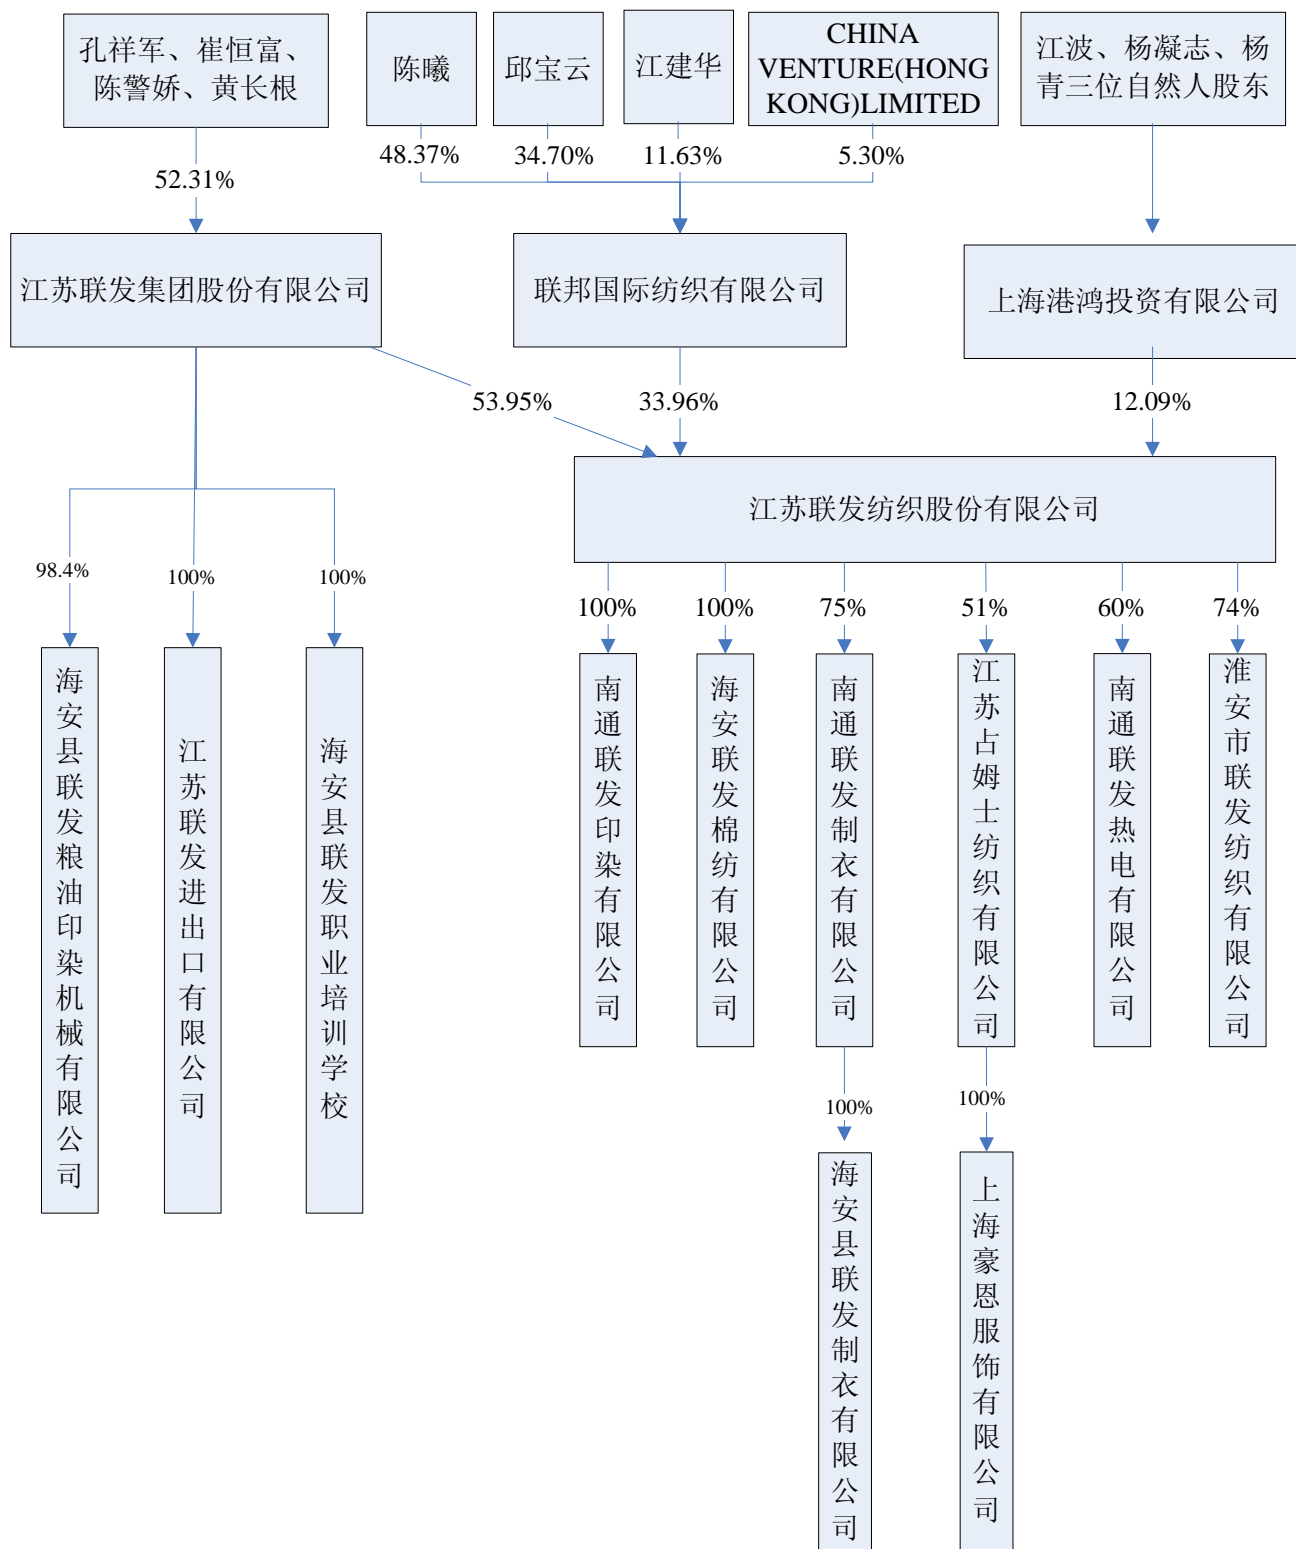 孔祥军、崔恒富、
陈警娇、黄长根
陈曦
邱宝云
江建华
CHINA
VENTURE(HONG
KONG)LIMITED
江波、杨凝志、杨
青三位自然人股东
52.31%
48.37%
34.70%
11.63%
5.30%
江苏联发集团股份有限公司
联邦国际纺织有限公司
上海港鸿投资有限公司
53.95%
33.96%
12.09%
江苏联发纺织股份有限公司
98.4%
100%
100%
100%
100%
75%
51%
60%
74%
海安县联发粮油印染机械有限公司
江苏联发进出口有限公司
海安县联发职业培训学校
南通联发印染有限公司
海安联发棉纺有限公司
南通联发制衣有限公司
江苏占姆士纺织有限公司
南通联发热电有限公司
淮安市联发纺织有限公司
100%
100%
海安县联发制衣有限公司
上海豪恩服饰有限公司